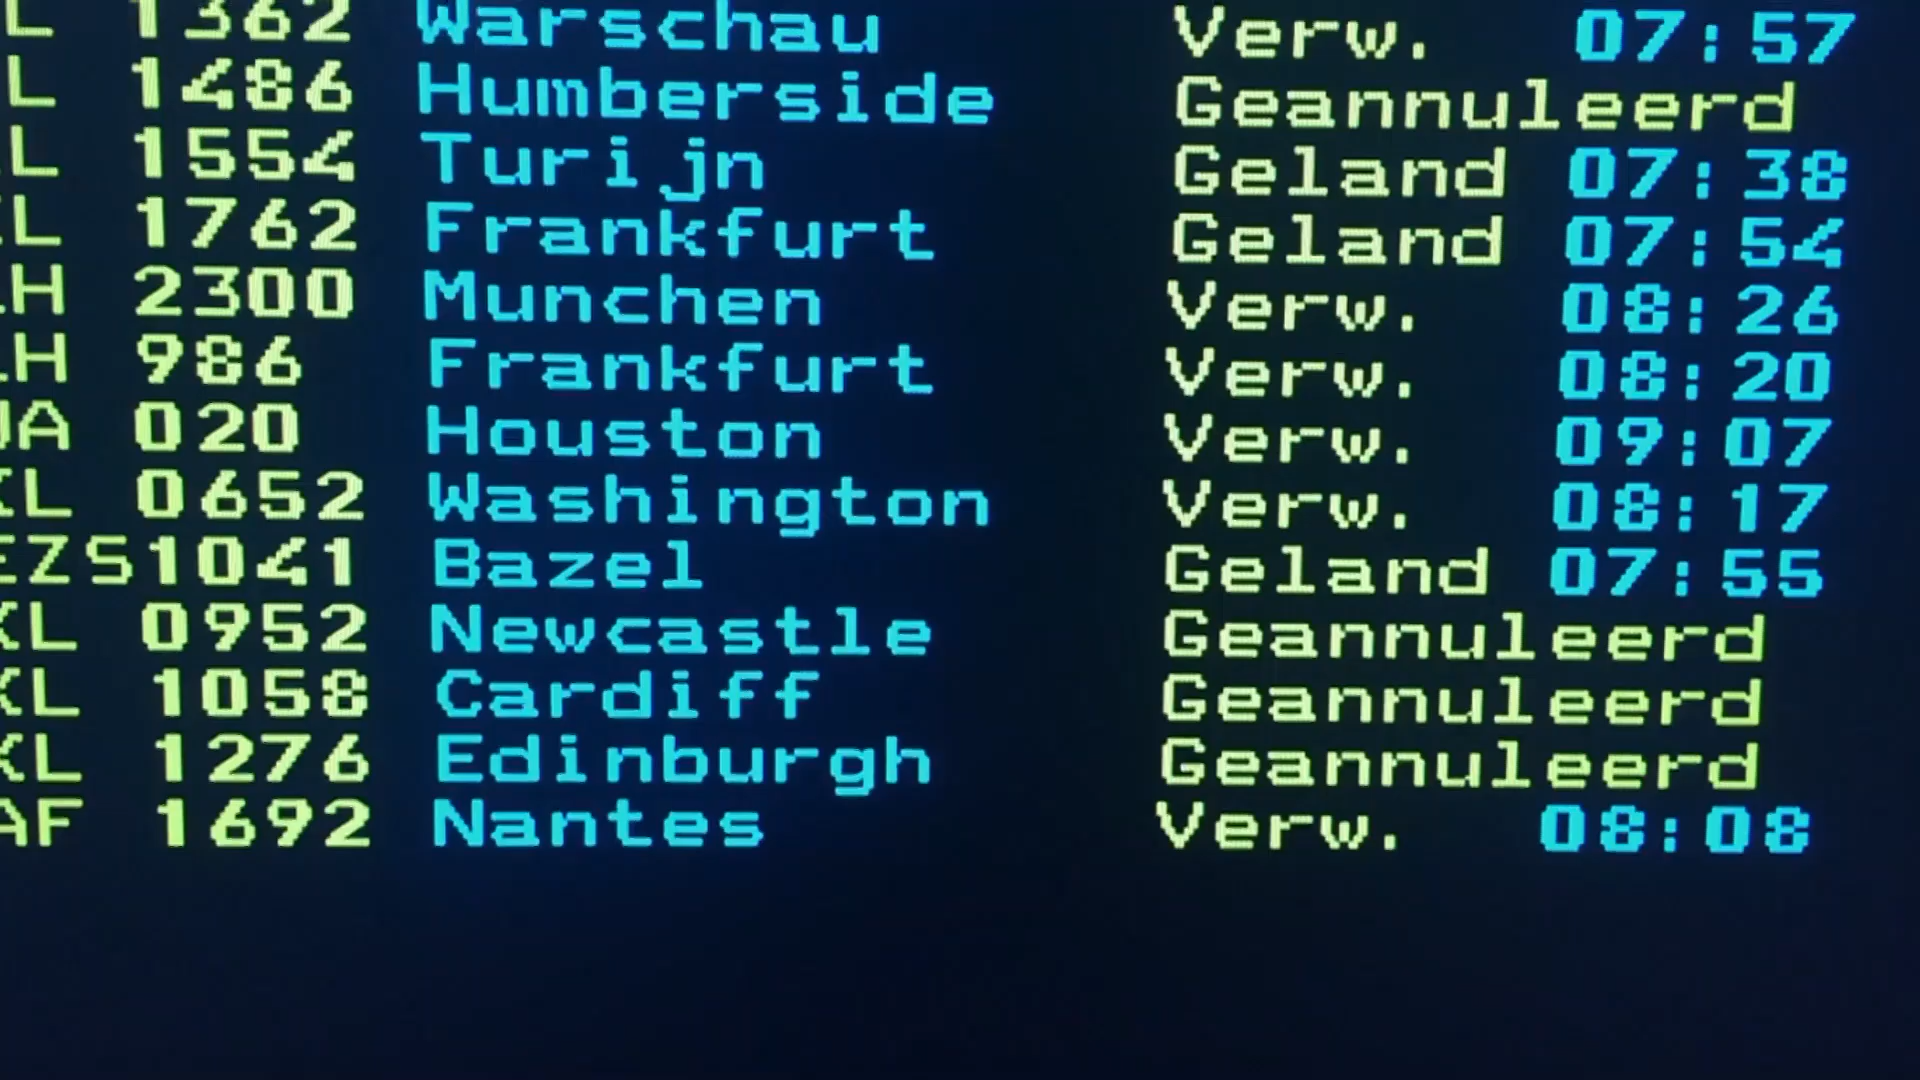 L 1362 Warschau Verw. 07:57
L 1486 Humberside Geannuleerd
L 1554 Turijn Geland 07:38
KL 1762 Frankfurt Geland 07:54
LH 2300 Munchen Verw. 08:26
LH 986 Frankfurt Verw. 08:20
UA 020 Houston Verw. 09:07
KL 0652 Washington Verw. 08:17
EZS1041 Bazel Geland 07:55
KL 0952 Newcastle Geannuleerd
KL 1058 Cardiff Geannuleerd
KL 1276 Edinburgh Geannuleerd
AF 1692 Nantes Verw. 08:08